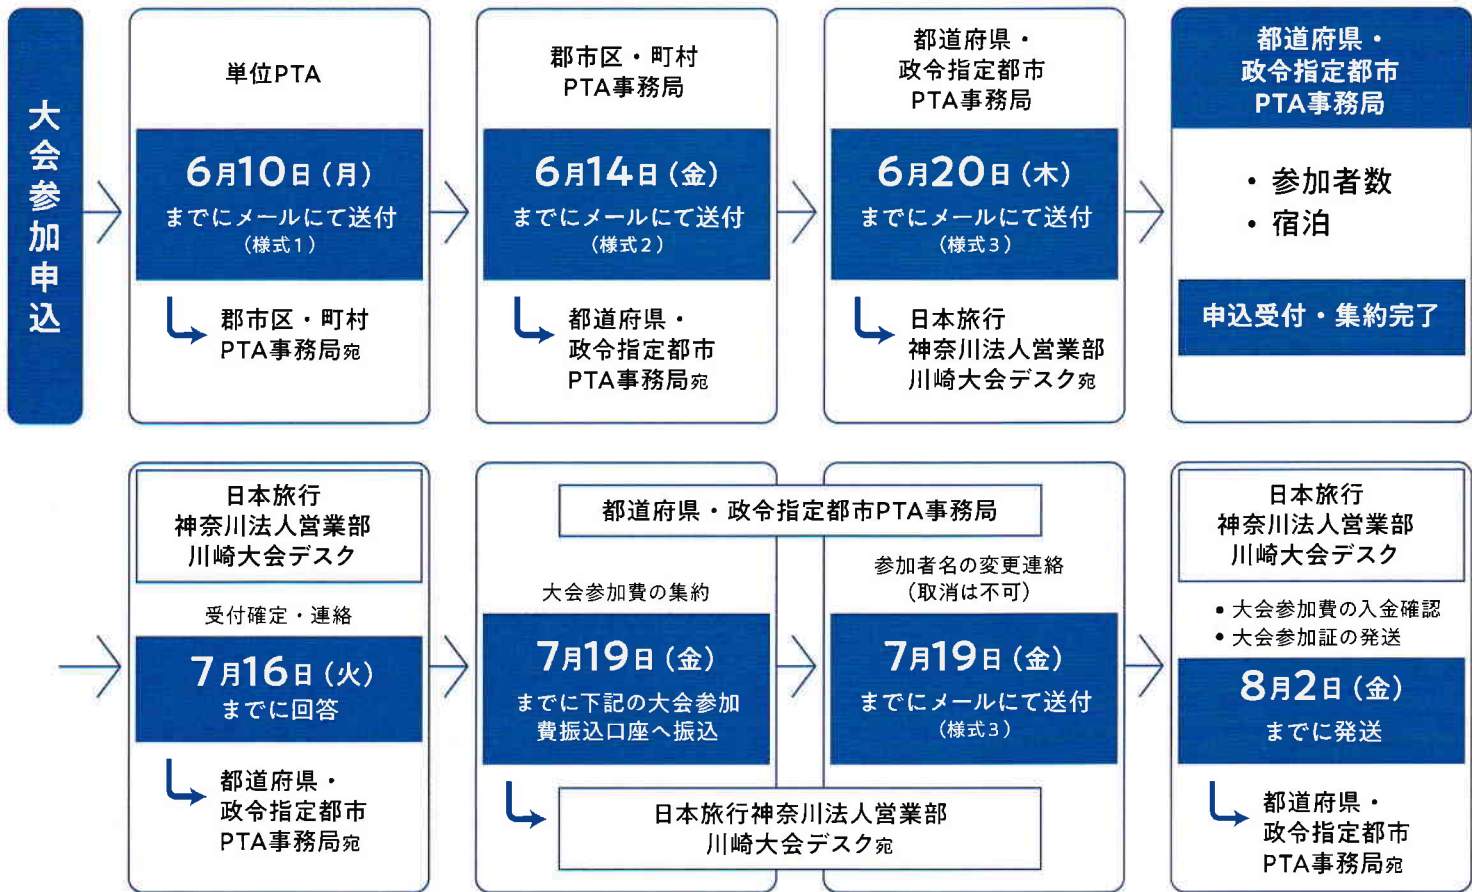 大会参加申込
単位PTA
6月10日（月）
までにメールにて送付
（様式1）
郡市区・町村
PTA事務局宛
郡市区・町村
PTA事務局
6月14日（金）
までにメールにて送付
（様式2）
都道府県・
政令指定都市
PTA事務局宛
都道府県・
政令指定都市
PTA事務局
6月20日（木）
までにメールにて送付
（様式3）
日本旅行
神奈川法人営業部
川崎大会デスク宛
都道府県・
政令指定都市
PTA事務局
・参加者数
・宿泊
申込受付・集約完了
日本旅行
神奈川法人営業部
川崎大会デスク
受付確定・連絡
7月16日（火）
までに回答
都道府県・
政令指定都市
PTA事務局宛
都道府県・政令指定都市PTA事務局
大会参加費の集約
7月19日（金）
までに下記の大会参加
費振込口座へ振込
参加者名の変更連絡
（取消は不可）
7月19日（金）
までにメールにて送付
（様式3）
日本旅行神奈川法人営業部
川崎大会デスク宛
日本旅行
神奈川法人営業部
川崎大会デスク
・大会参加費の入金確認
・大会参加証の発送
8月2日（金）
までに発送
都道府県・
政令指定都市
PTA事務局宛